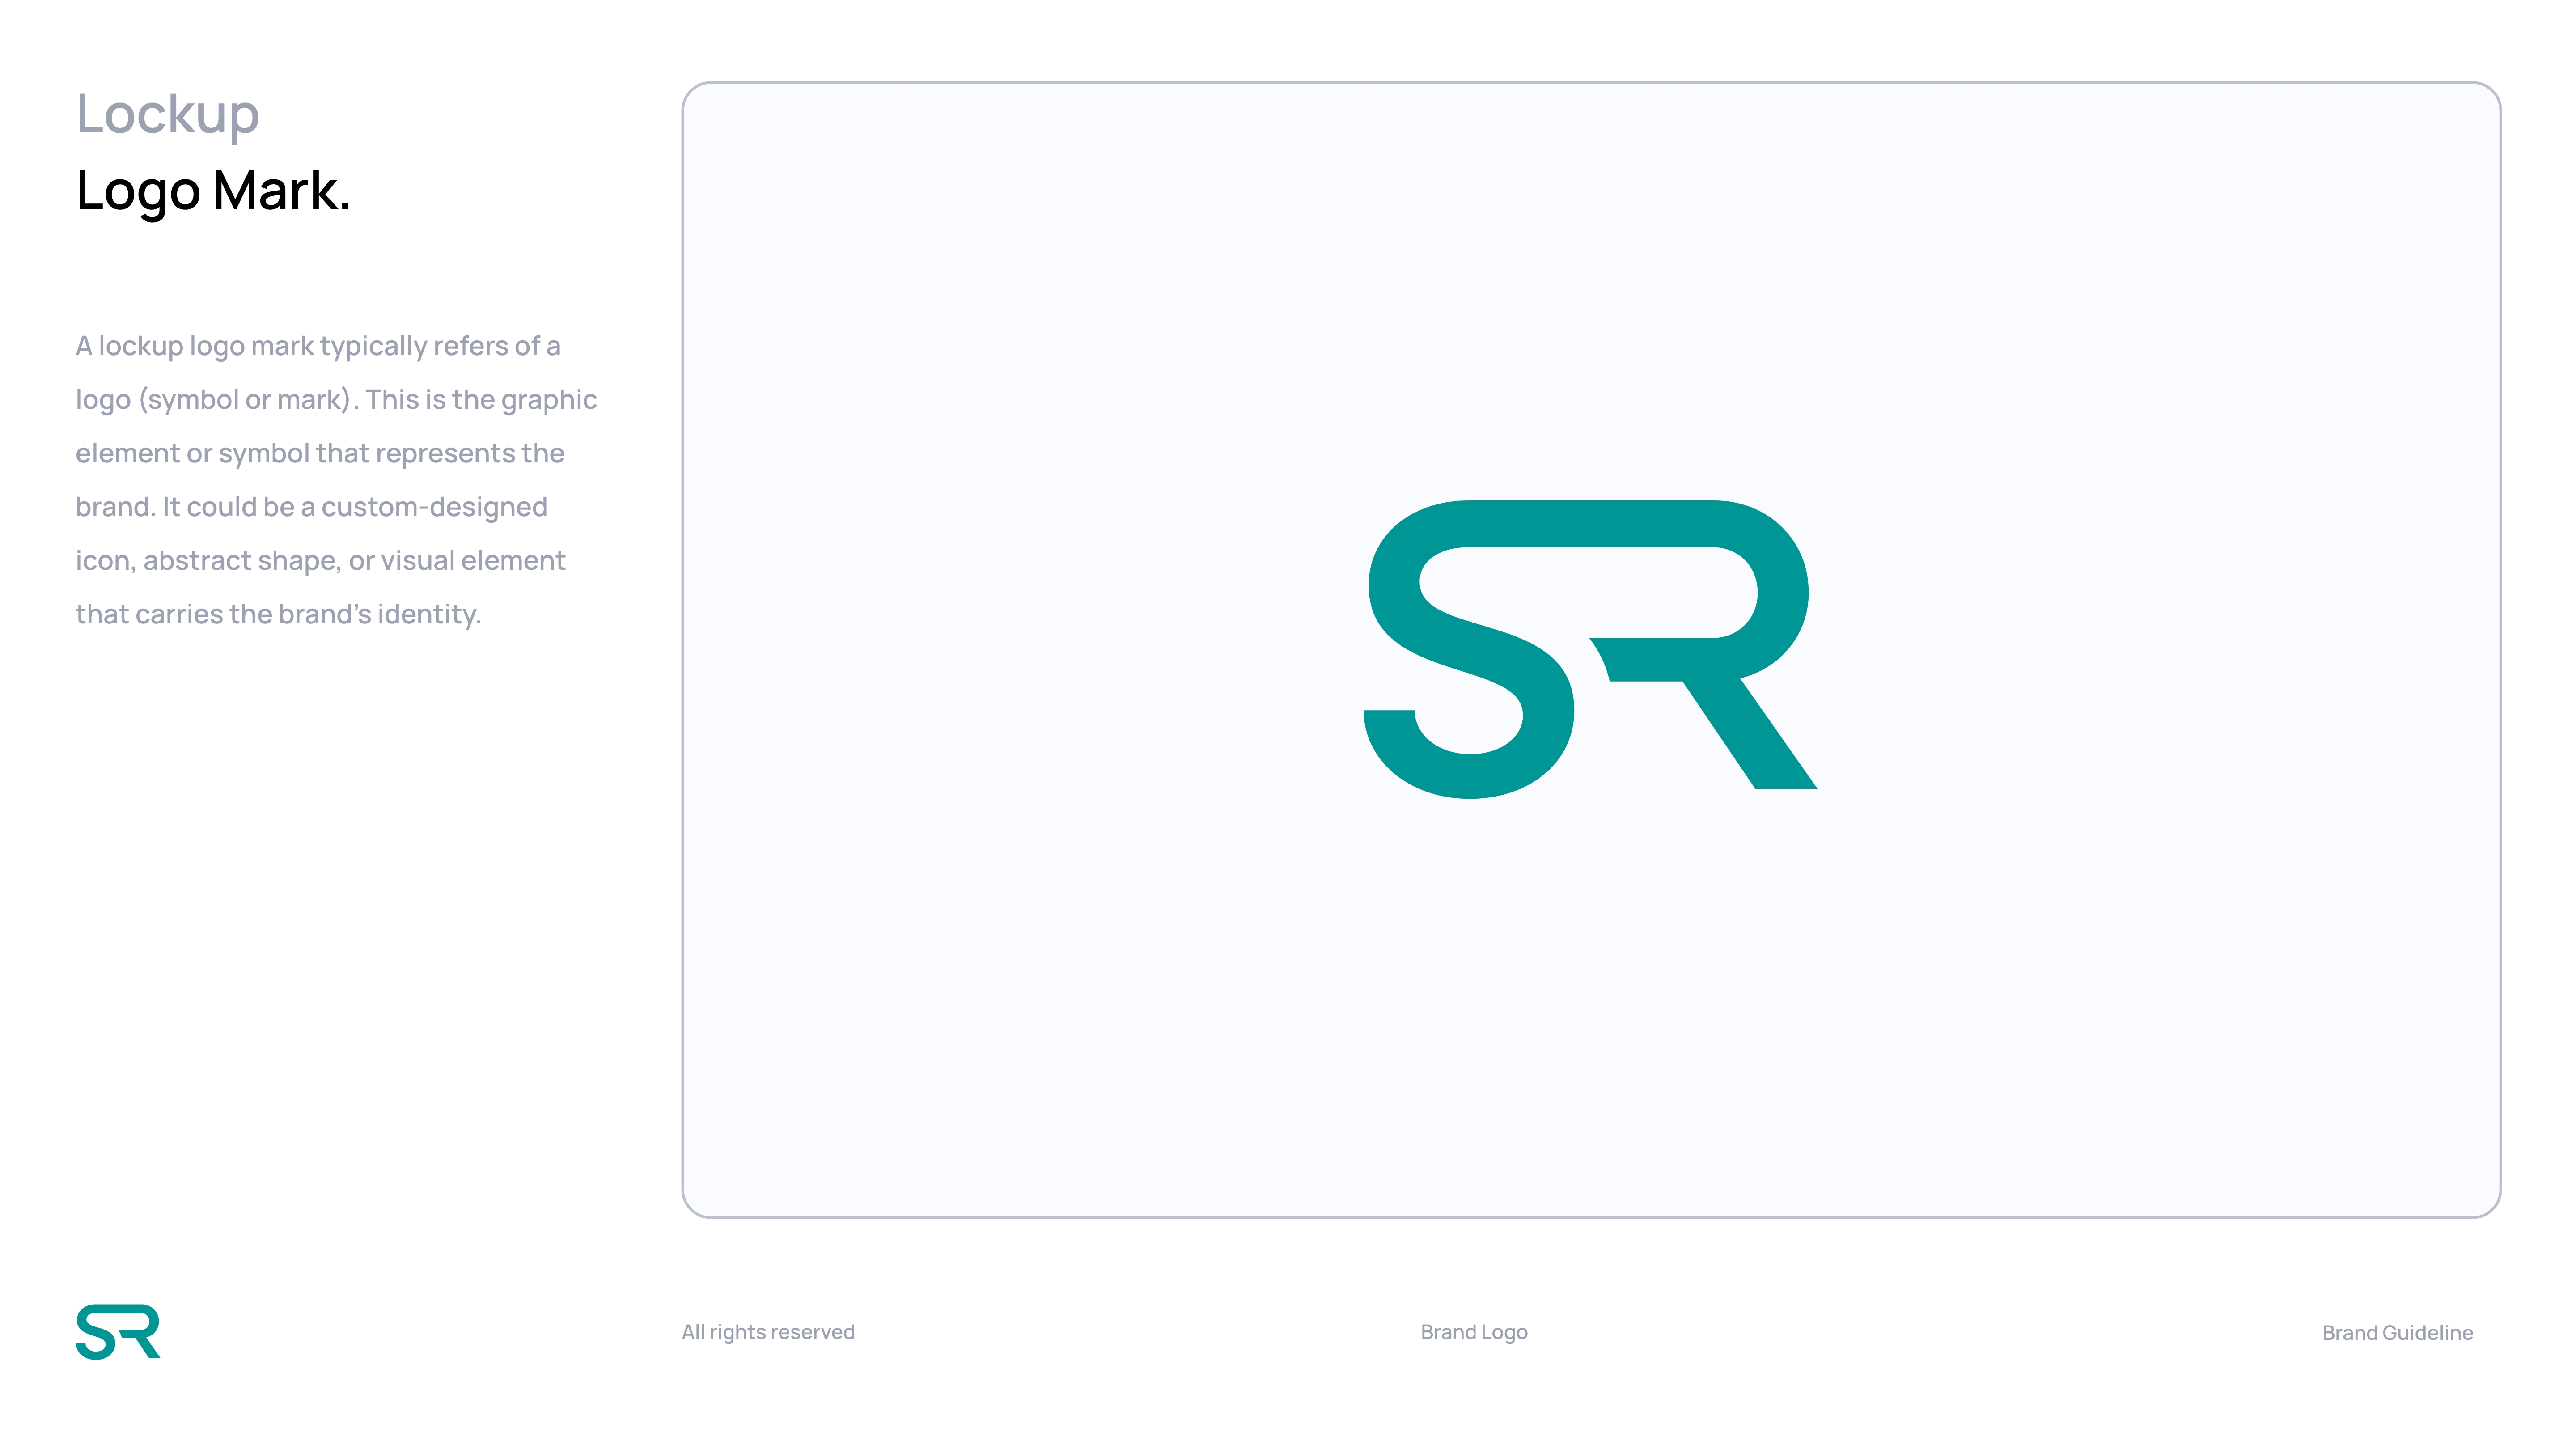 Lockup
Logo Mark.
A lockup logo mark typically refers of a
logo (symbol or mark). This is the graphic
element or symbol that represents the
brand. It could be a custom-designed
icon, abstract shape, or visual element
that carries the brand’s identity.
SR
SR
All rights reserved
Brand Logo
Brand Guideline